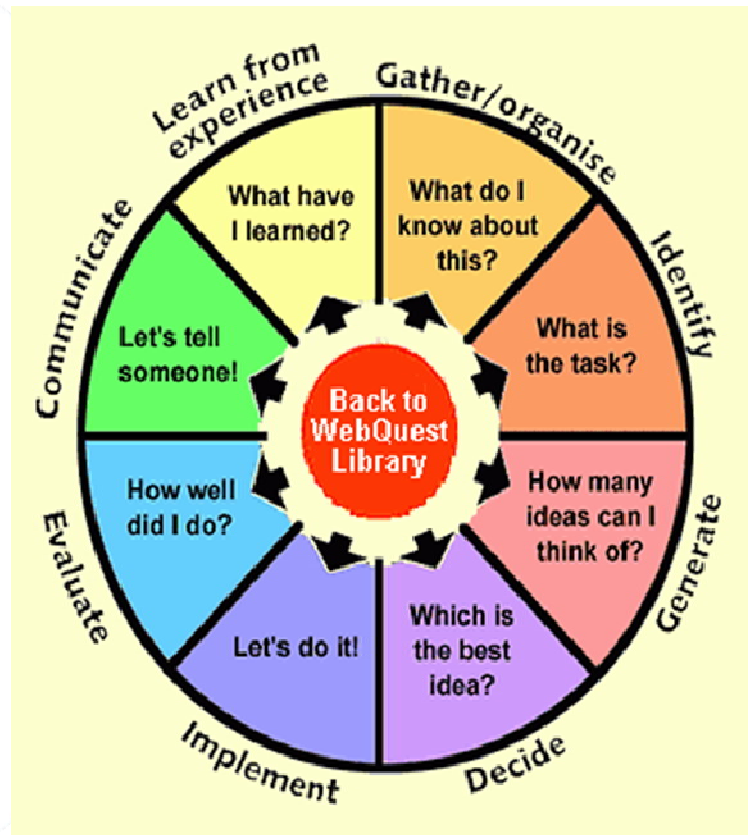 Gather/organise
What do I
know about
this?
Identify
What is
the task?
Generate
How many
ideas can I
think of?
Decide
Which is
the best
idea?
Implement
Let's do it!
Evaluate
How well
did I do?
Communicate
Let's tell
someone!
Learn from
experience
What have
I learned?
Back to
WebQuest
Library